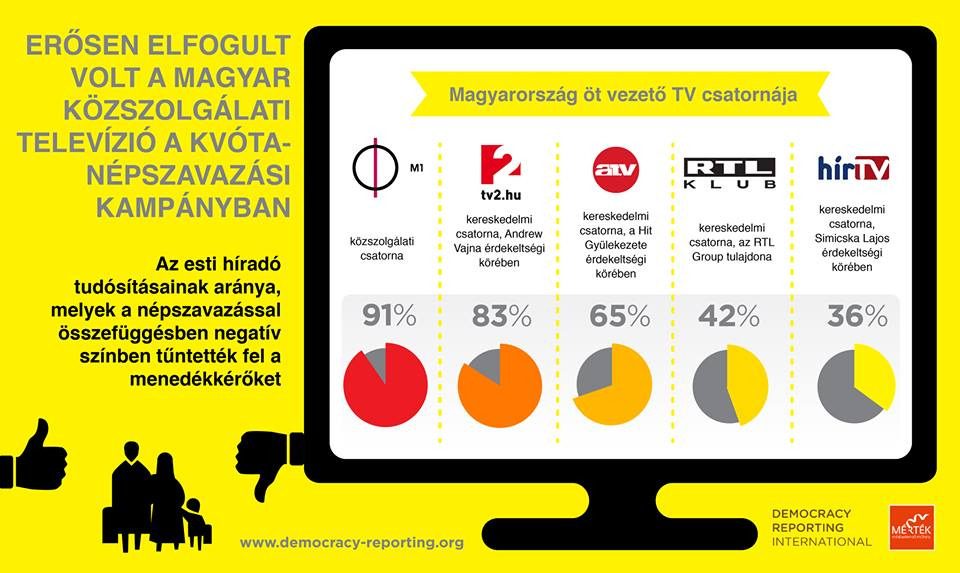 ERŐSEN ELFOGULT
VOLT A MAGYAR
KÖZSZOLGÁLATI
TELEVÍZIÓ A KVÓTA-
NÉPSZAVAZÁSI
KAMPÁNYBAN
Az esti híradó
tudósításainak aránya,
melyek a népszavazással
összefüggésben negatív
színben tűntették fel a
menedékkérőket
Magyarország öt vezető TV csatornája
M1
közszolgálati
csatorna
91%
2
tv2.hu
kereskedelmi
csatorna, Andrew
Vajna érdekeltségi
körében
83%
atv
kereskedelmi
csatorna, a Hit
Gyülekezete
érdekeltségi
körében
65%
RTL
KLUB
kereskedelmi
csatorna, az RTL
Group tulajdona
42%
hírTV
kereskedelmi
csatorna,
Simicska Lajos
érdekeltségi
körében
36%
www.democracy-reporting.org
DEMOCRACY
REPORTING
INTERNATIONAL
MÉRTÉK